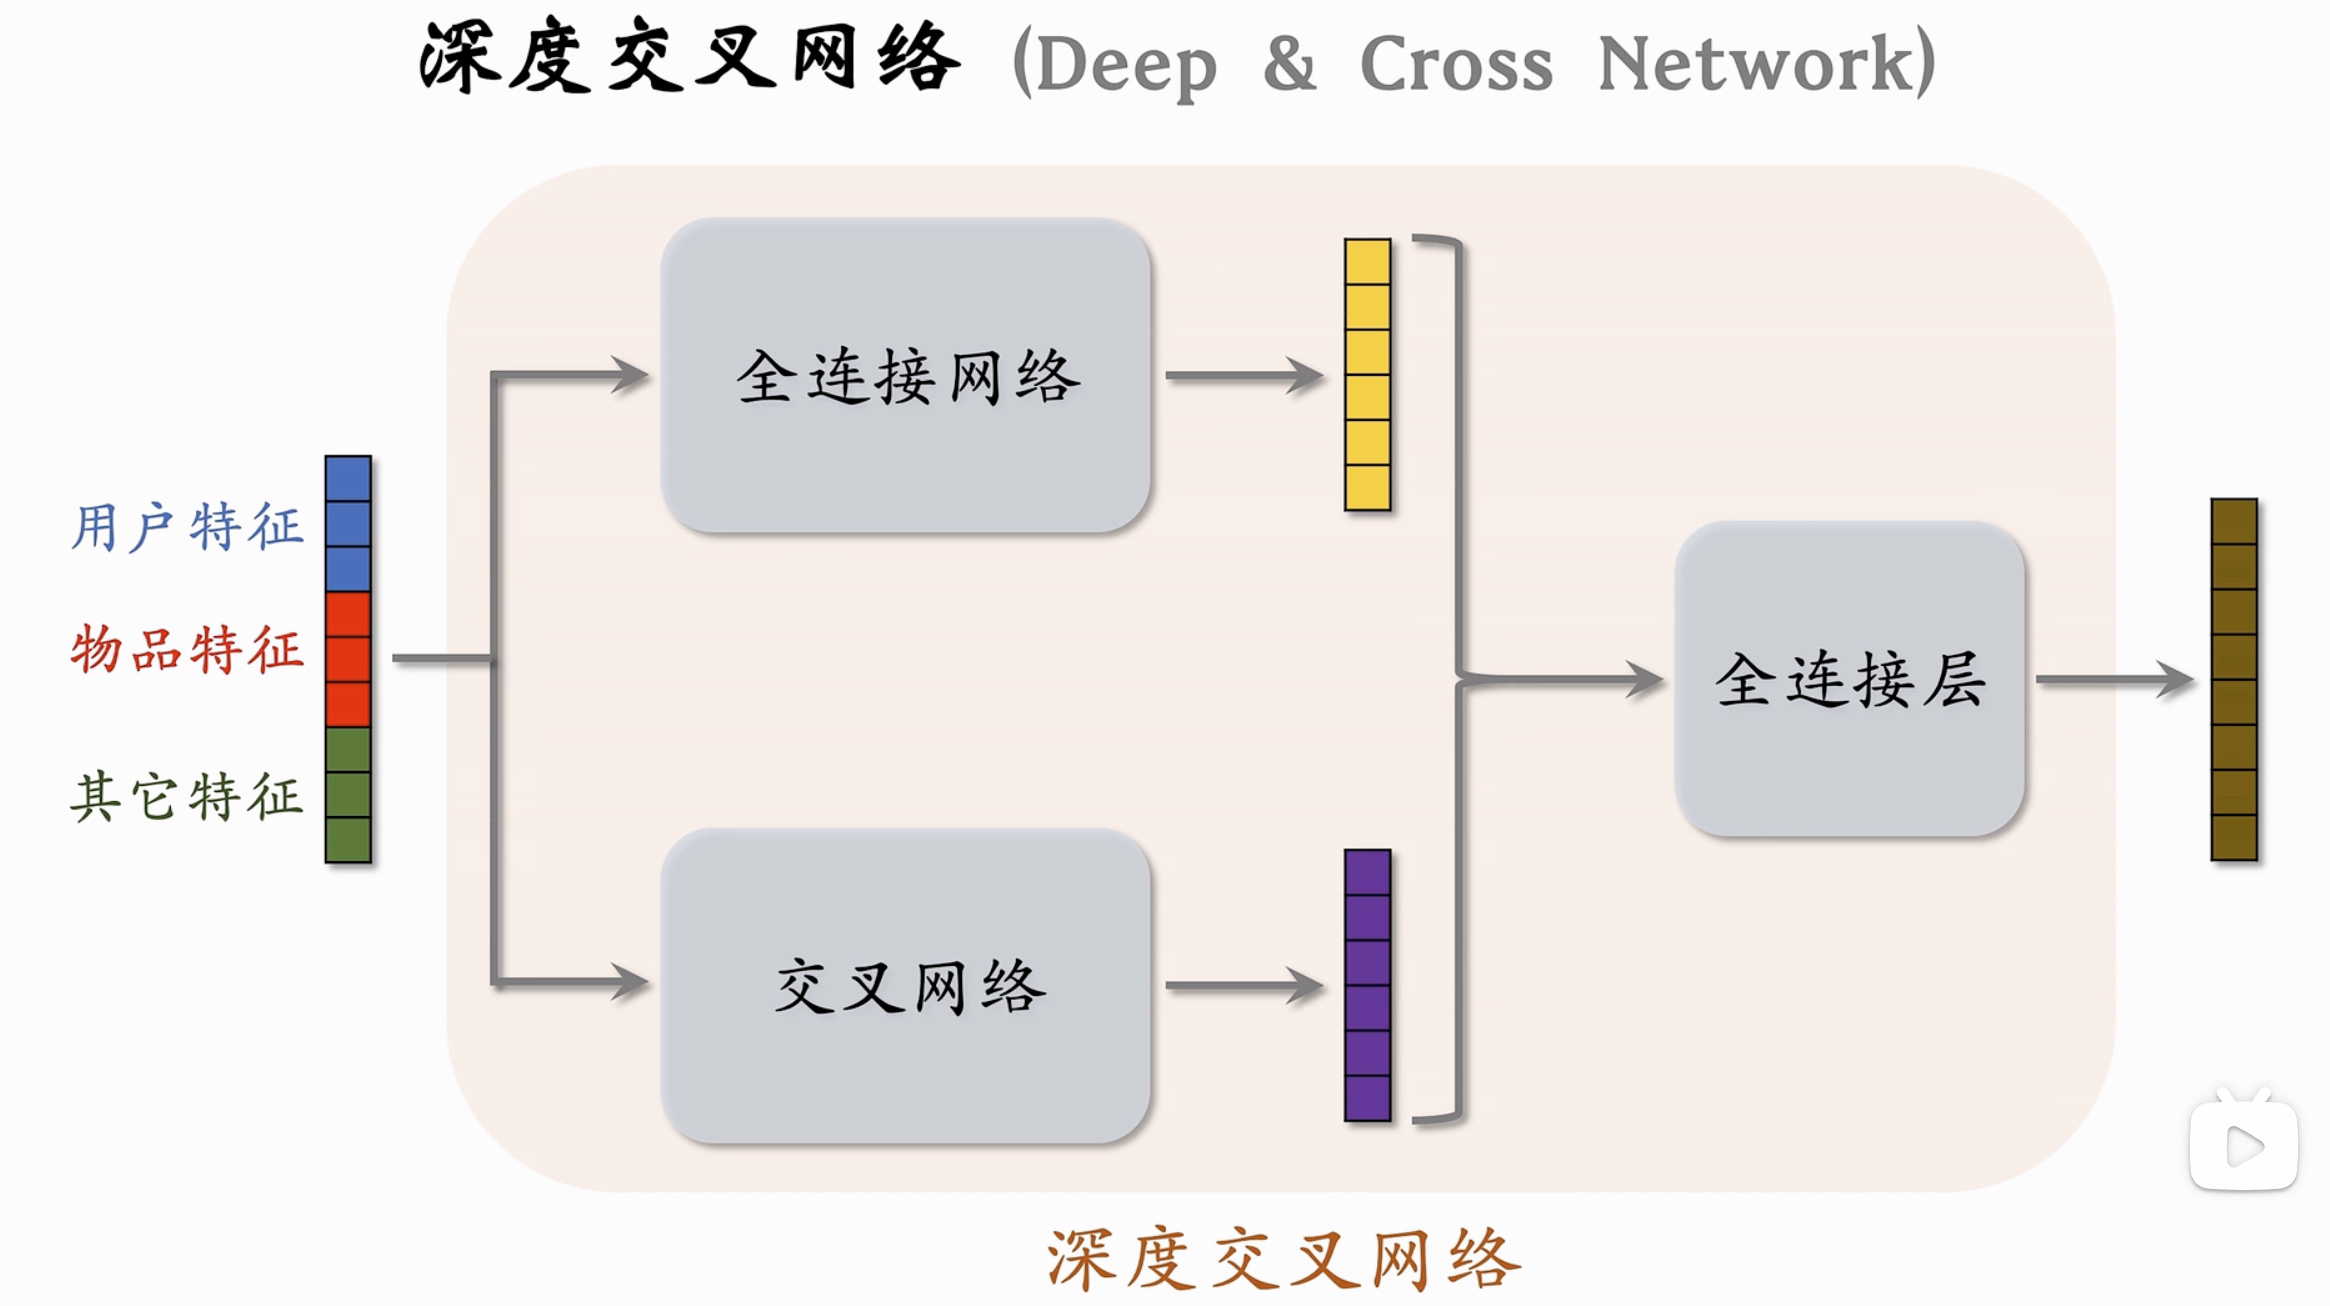 深度交叉网络 (Deep & Cross Network)
全连接网络
用户特征
物品特征
其它特征
全连接层
交叉网络
深度交叉网络